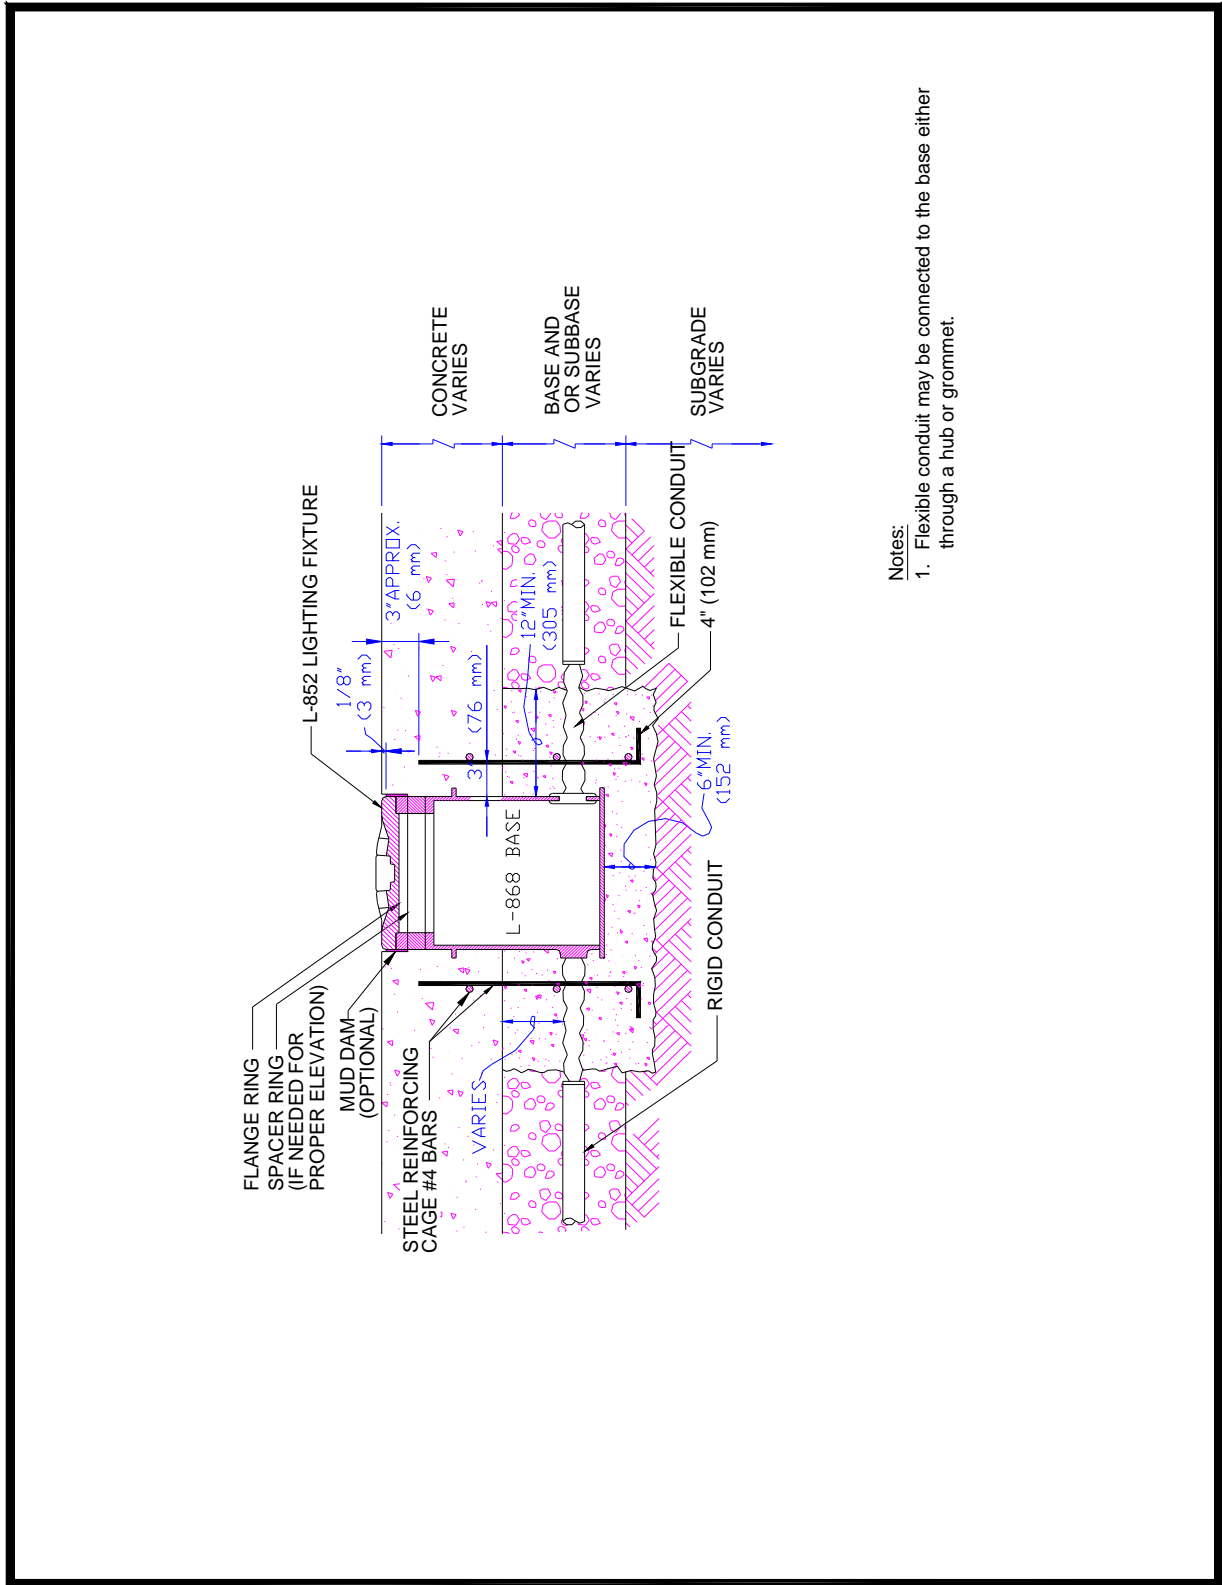 FLANGE RING
SPACER RING
(IF NEEDED FOR
PROPER ELEVATION)
MUD DAM
(OPTIONAL)
STEEL REINFORCING
CAGE #4 BARS
VARIES
L-852 LIGHTING FIXTURE
1/8"
(3 mm)
3"APPROX.
(6 mm)
3" (76 mm)
12"MIN.
(305 mm)
L-868 BASE
CONCRETE
VARIES
BASE AND
OR SUBBASE
VARIES
SUBGRADE
VARIES
FLEXIBLE CONDUIT
4" (102 mm)
6"MIN.
(152 mm)
RIGID CONDUIT
Notes:
1. Flexible conduit may be connected to the base either
through a hub or grommet.